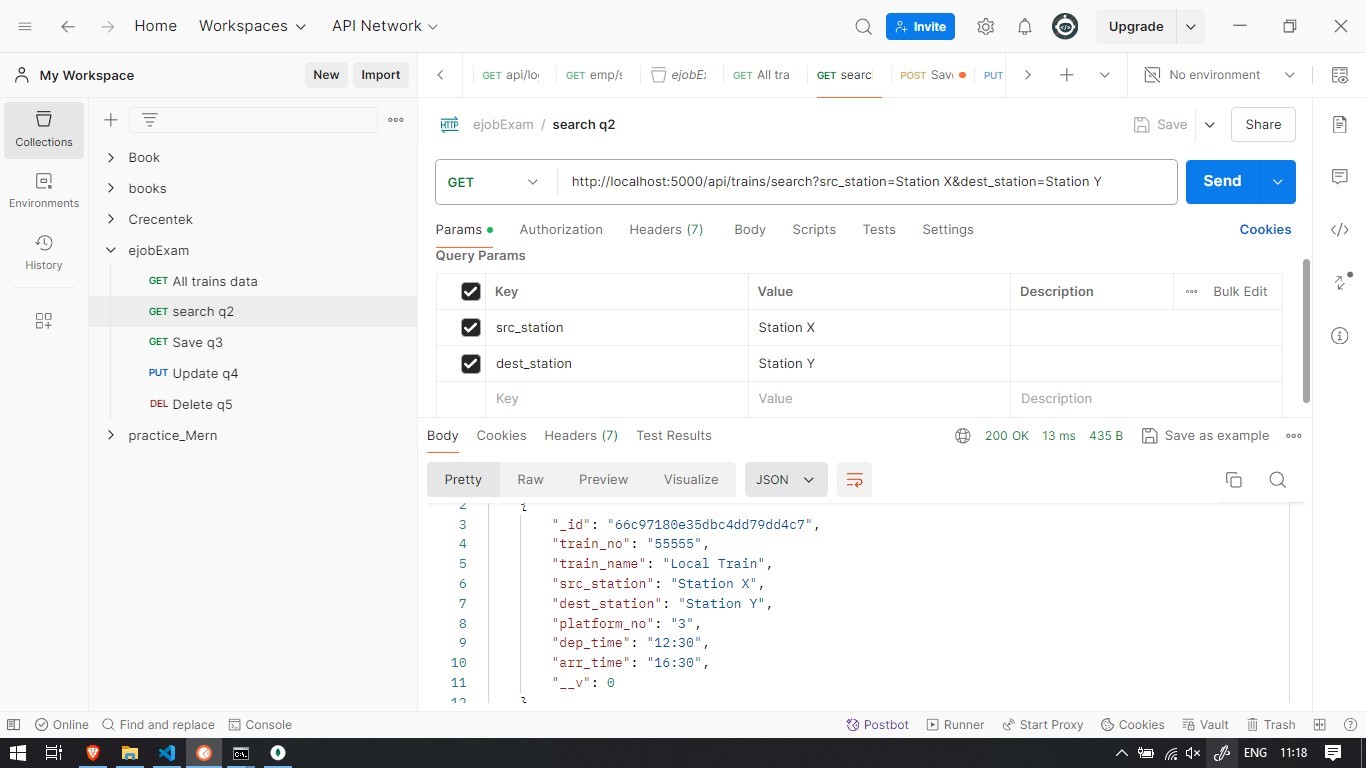 Home
Workspaces
API Network
Invite
Upgrade
My Workspace
New
Import
GET api/lo
GET emp/s
ejobEx
GET All tra
GET searc
POST Sav
PUT
No environment
Collections
Environments
History
Book
books
Crecentek
ejobExam
GET All trains data
GET search q2
GET Save q3
PUT Update q4
DEL Delete q5
practice_Mern
HTTP ejobExam / search q2
Save
Share
GET
http://localhost:5000/api/trains/search?src_station=Station X&dest_station=Station Y
Send
Params
Authorization
Headers (7)
Body
Scripts
Tests
Settings
Cookies
Query Params
Key Value Description Bulk Edit
src_station Station X
dest_station Station Y
Key Value Description
Body Cookies Headers (7) Test Results
200 OK 13 ms 435 B Save as example
Pretty Raw Preview Visualize JSON
2 {
3 "_id": "66c97180e35dbc4dd79dd4c7",
4 "train_no": "55555",
5 "train_name": "Local Train",
6 "src_station": "Station X",
7 "dest_station": "Station Y",
8 "platform_no": "3",
9 "dep_time": "12:30",
10 "arr_time": "16:30",
11 "__v": 0
12 }
Online Find and replace Console
Postbot Runner Start Proxy Cookies Vault Trash
ENG 11:18